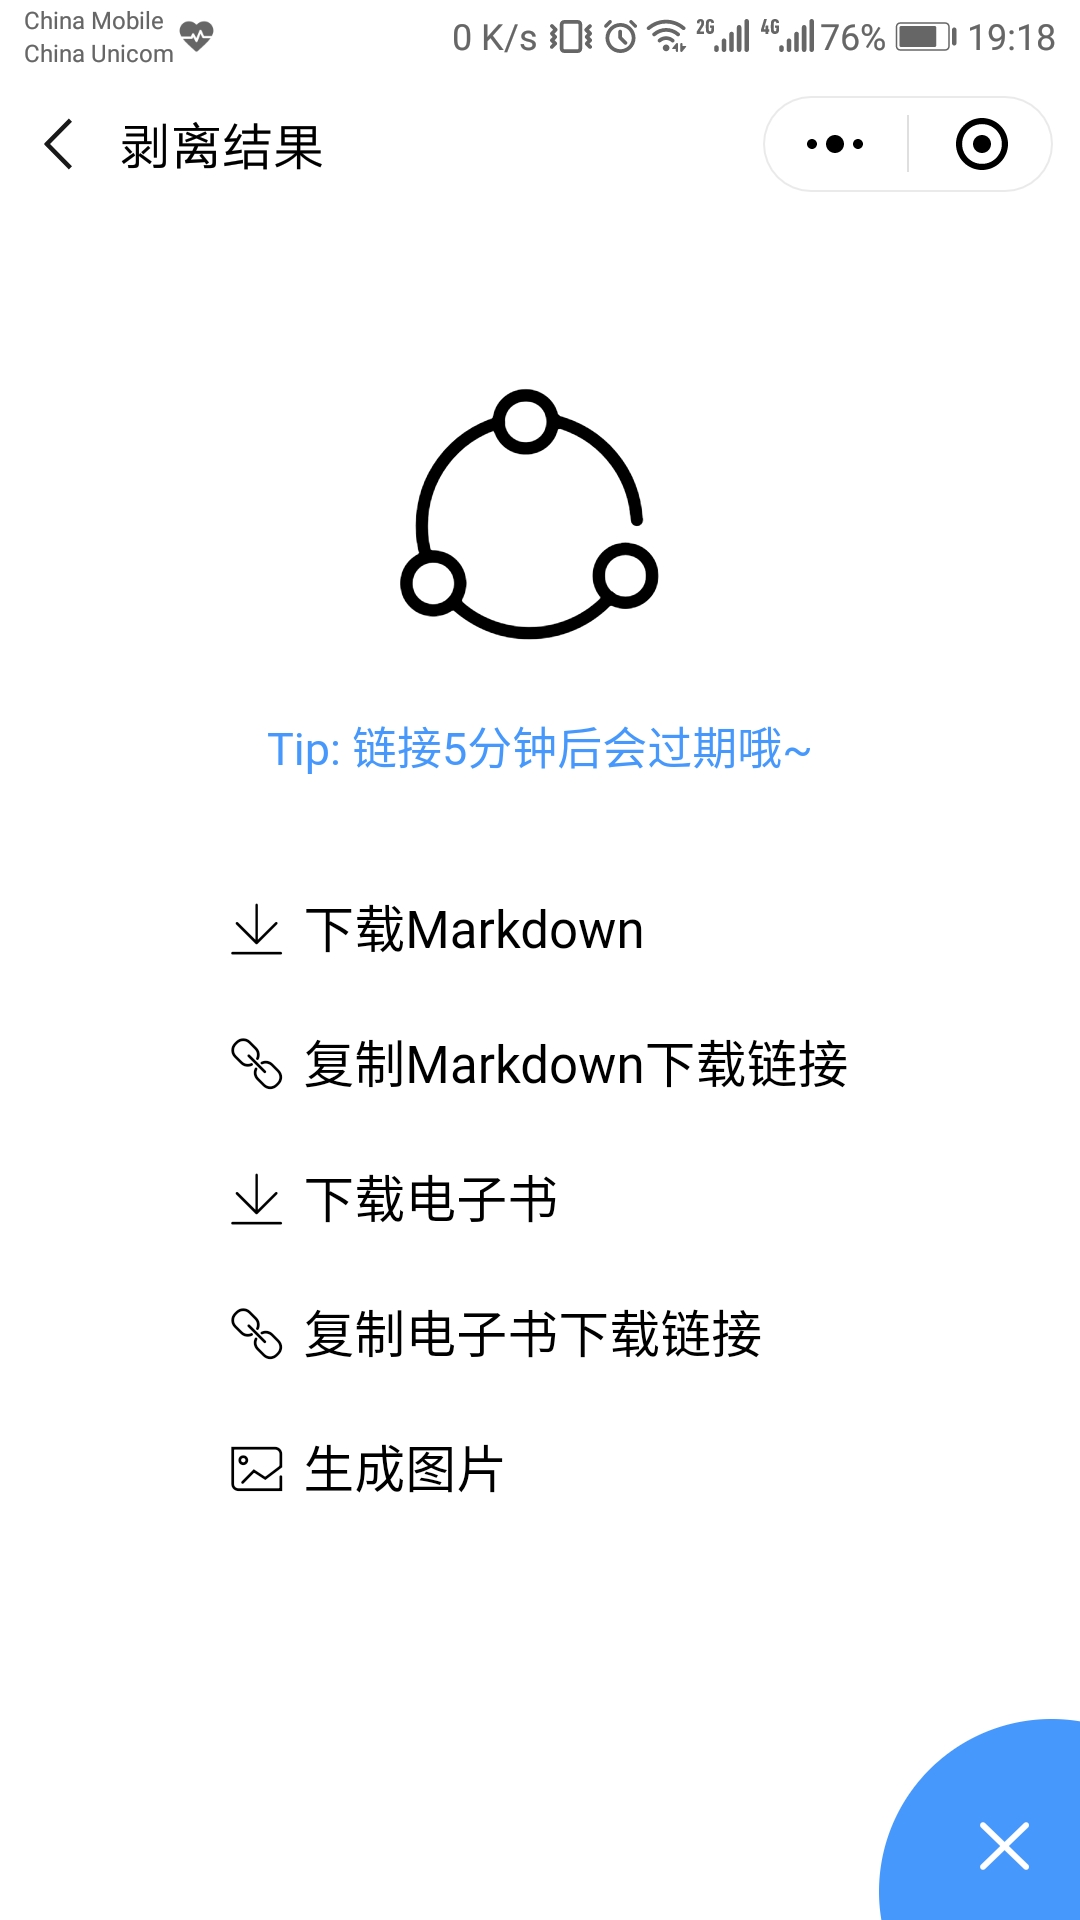 China Mobile
China Unicom
0 K/s 2G 4G 76% 19:18
剥离结果
Tip: 链接5分钟后会过期哦~
下载Markdown
复制Markdown下载链接
下载电子书
复制电子书下载链接
生成图片